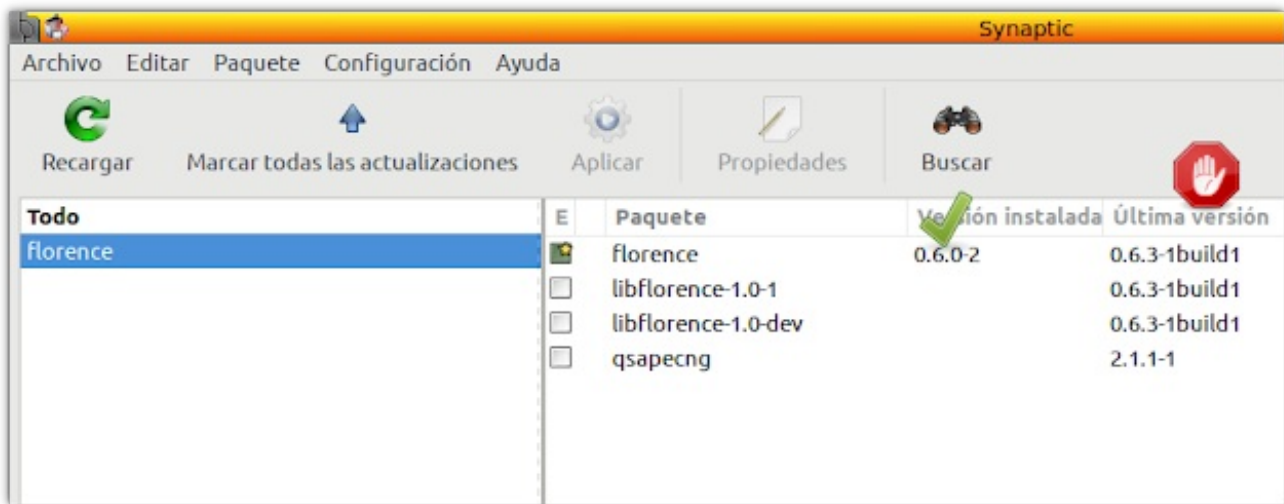 Synaptic
Archivo Editar Paquete Configuración Ayuda
Recargar Marcar todas las actualizaciones Aplicar Propiedades Buscar
Todo
florence
E Paquete Versión instalada Última versión
florence 0.6.0-2 0.6.3-1build1
libflorence-1.0-1 0.6.3-1build1
libflorence-1.0-dev 0.6.3-1build1
qsapecng 2.1.1-1